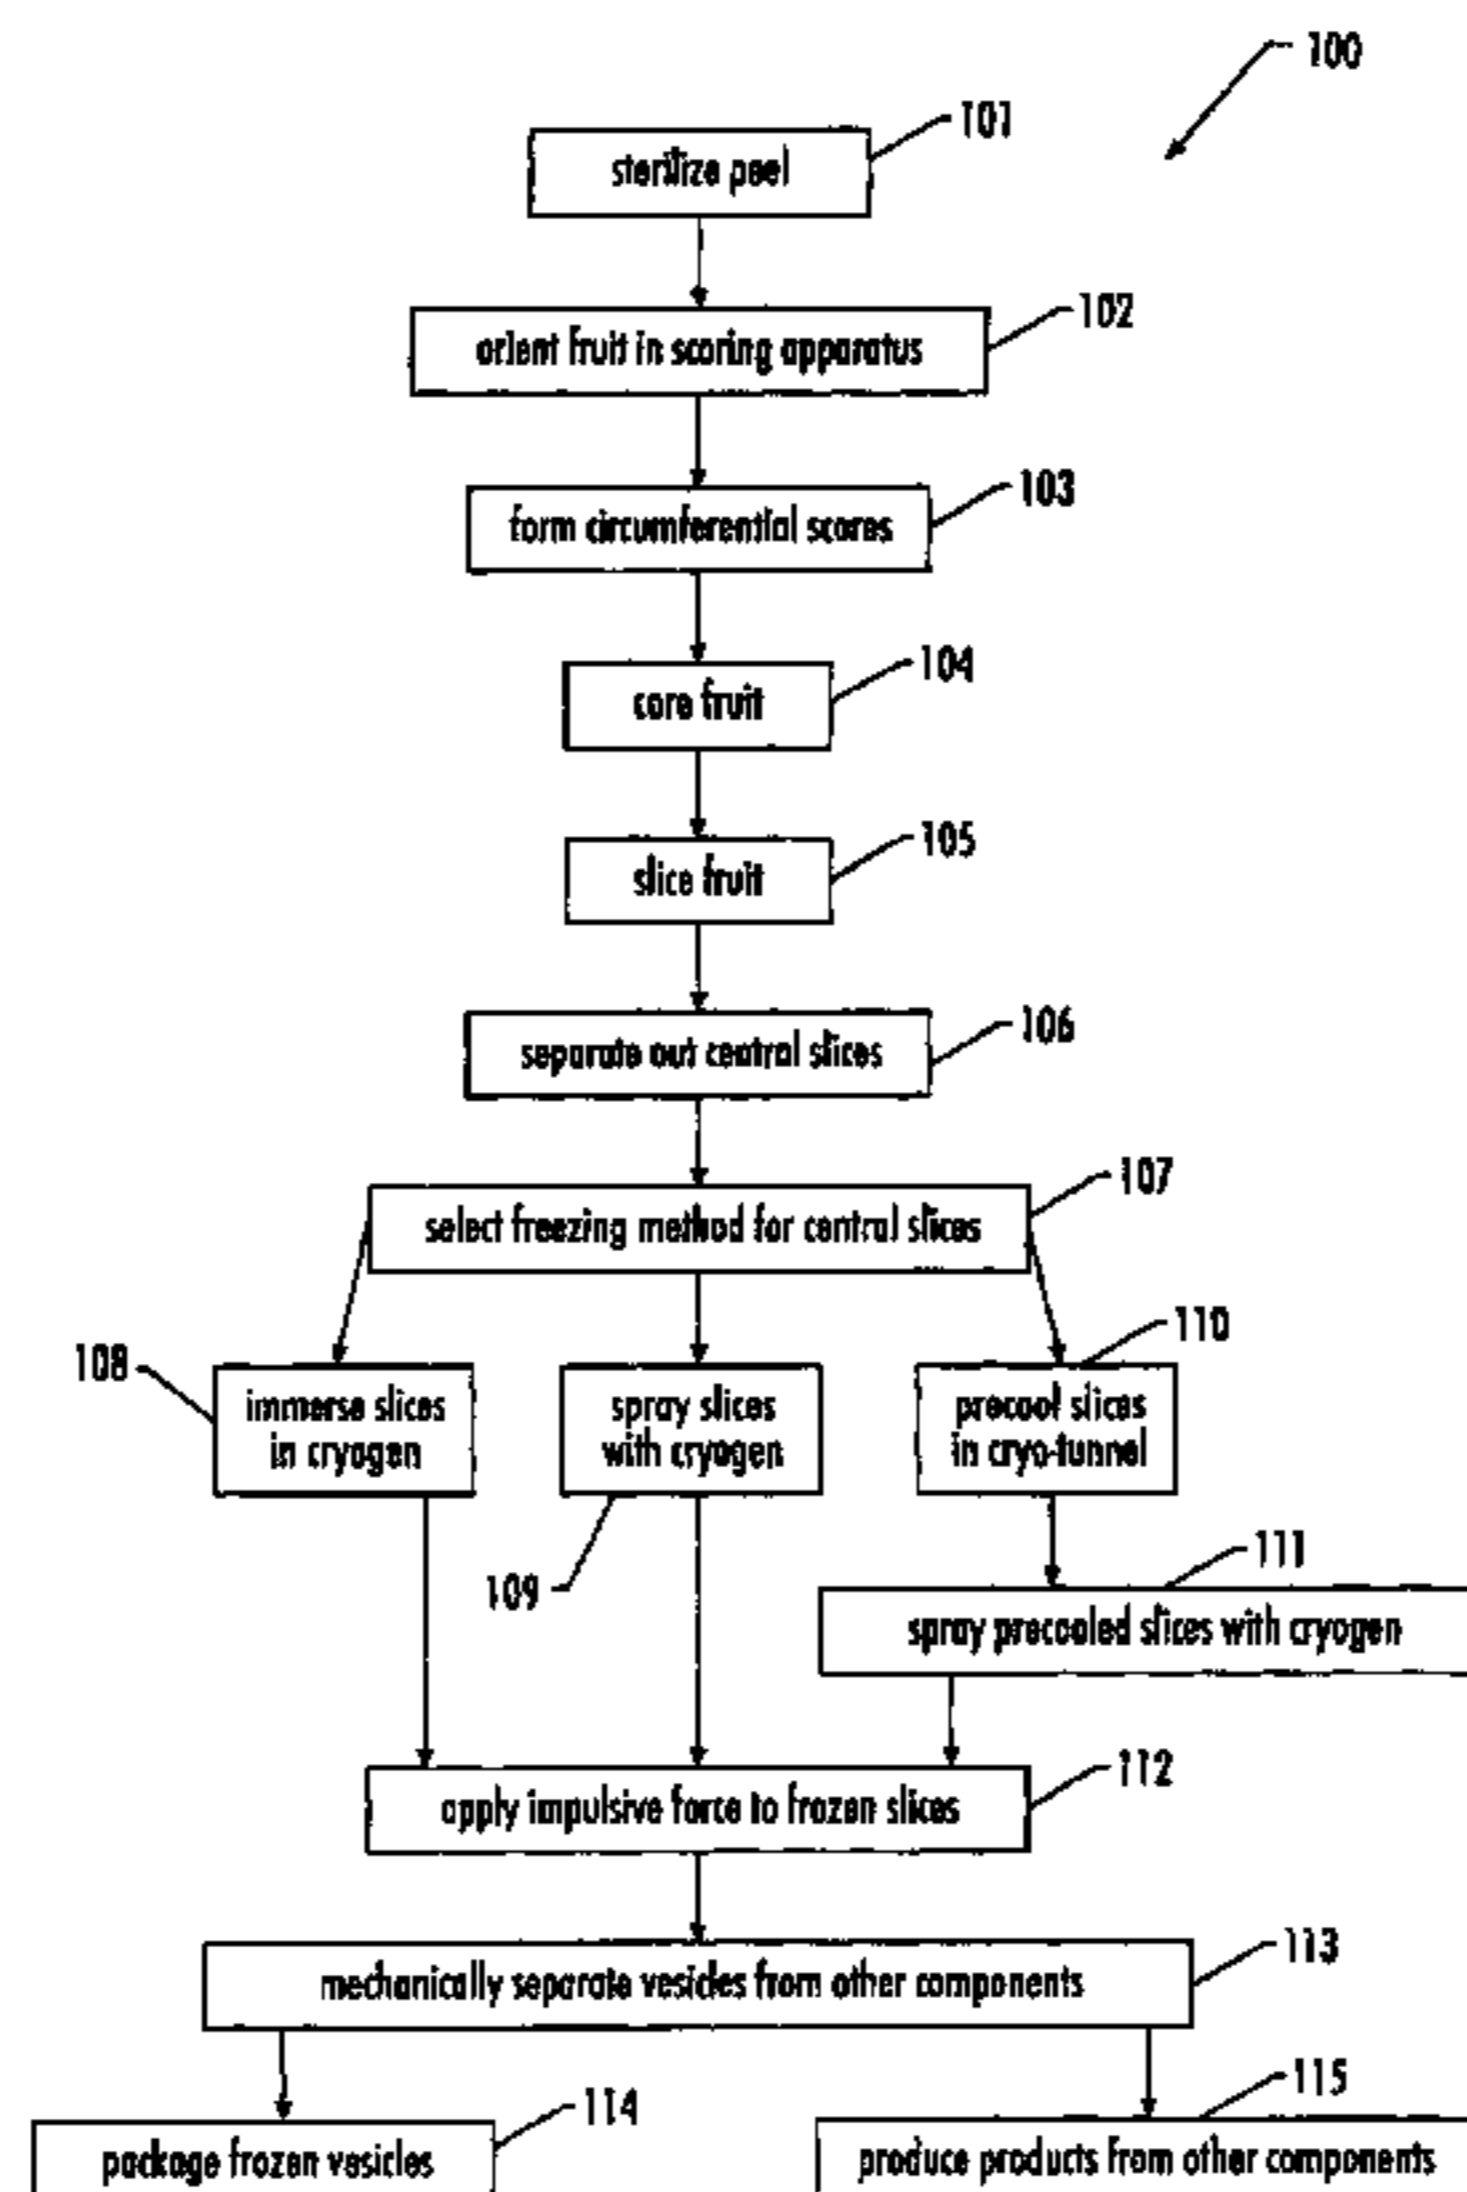 100
101
sterilize peel
102
orient fruit in scoring apparatus
103
form circumferential scores
104
core fruit
105
slice fruit
106
separate out central slices
107
select freezing method for central slices
108
immerse slices
in cryogen
109
spray slices
with cryogen
110
precool slices
in cryo-tunnel
111
spray precooled slices with cryogen
112
apply impulsive force to frozen slices
113
mechanically separate vesicles from other components
114
package frozen vesicles
115
produce products from other components